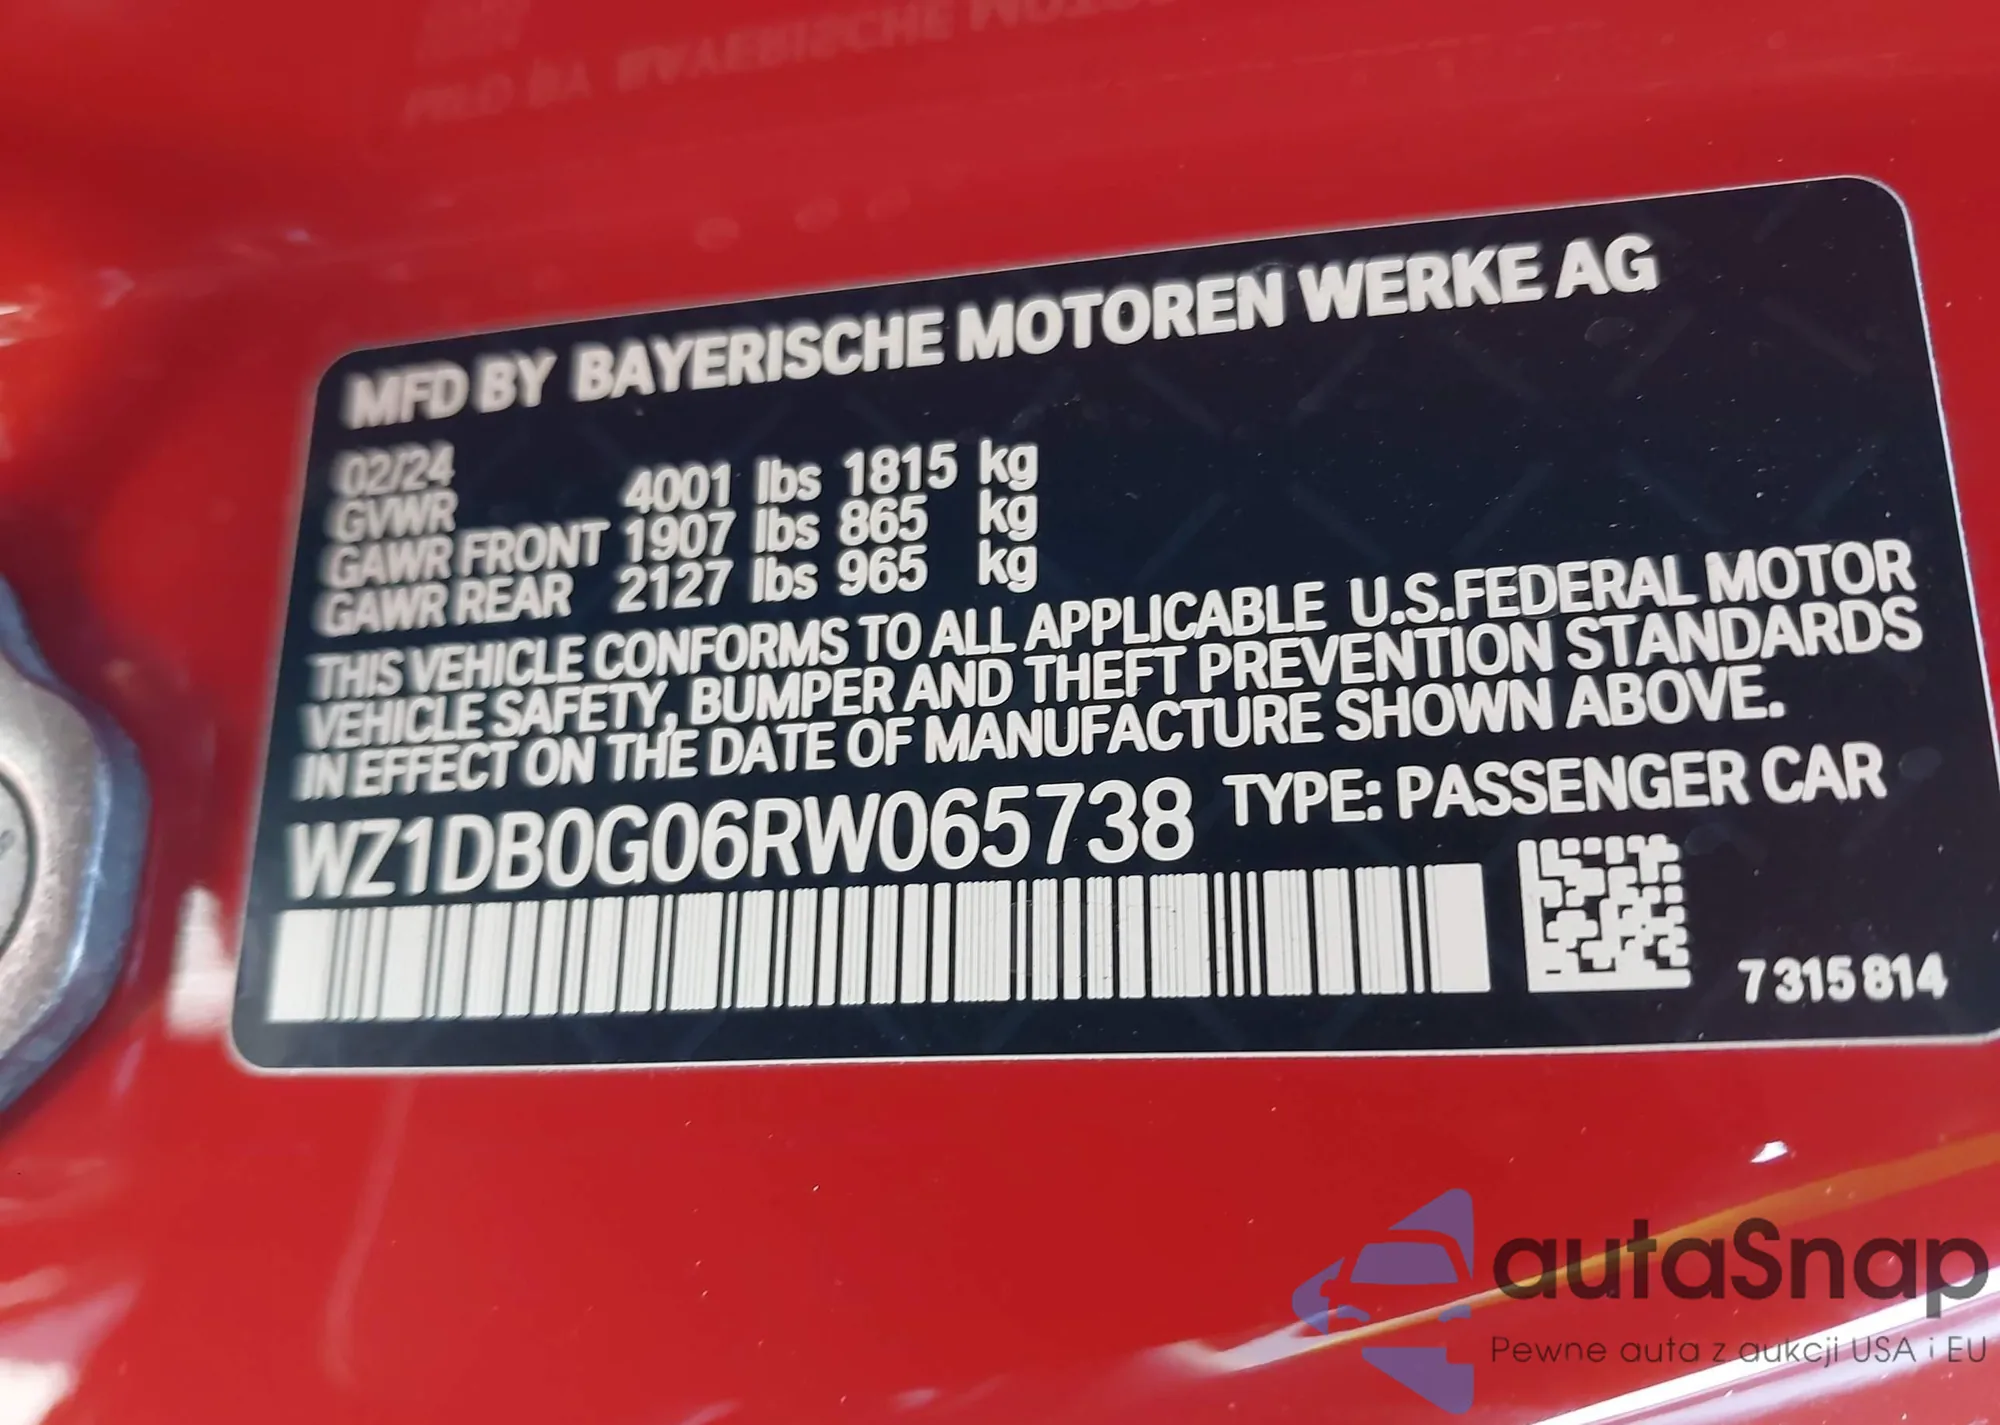 MFD BY BAYERISCHE MOTOREN WERKE AG
02/24
GVWR 4001 lbs 1815 kg
GAWR FRONT 1907 lbs 865 kg
GAWR REAR 2127 lbs 965 kg
THIS VEHICLE CONFORMS TO ALL APPLICABLE U.S.FEDERAL MOTOR
VEHICLE SAFETY, BUMPER AND THEFT PREVENTION STANDARDS
IN EFFECT ON THE DATE OF MANUFACTURE SHOWN ABOVE.
WZ1DB0G06RW065738 TYPE: PASSENGER CAR
7 315 814
autaSnap
Pewne auta z aukcji USA i EU